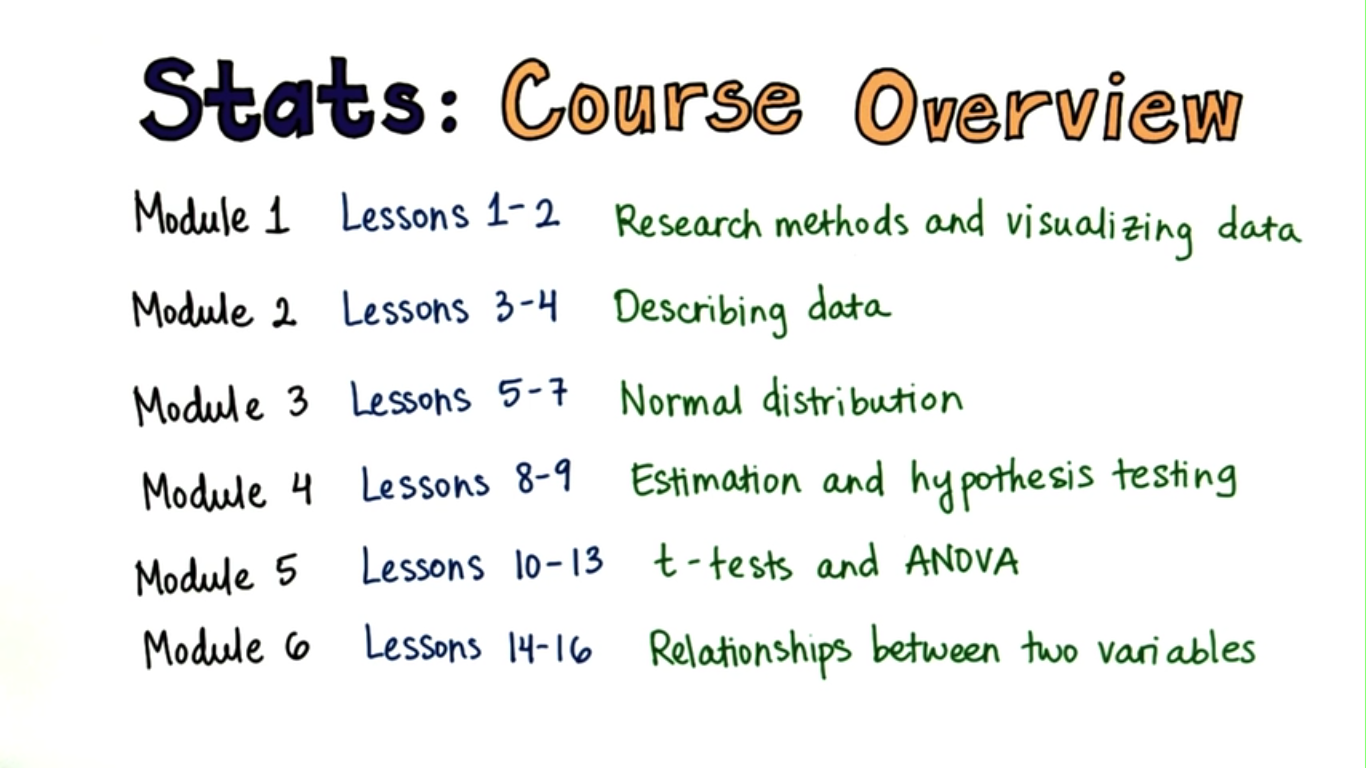 Stats: Course Overview
Module 1 Lessons 1-2 Research methods and visualizing data
Module 2 Lessons 3-4 Describing data
Module 3 Lessons 5-7 Normal distribution
Module 4 Lessons 8-9 Estimation and hypothesis testing
Module 5 Lessons 10-13 t-tests and ANOVA
Module 6 Lessons 14-16 Relationships between two variables